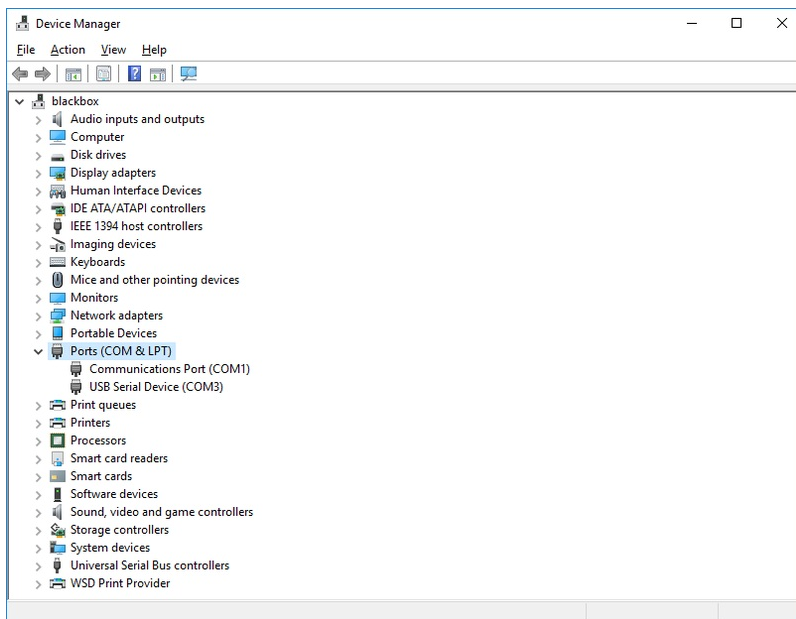 Device Manager
File Action View Help
blackbox
Audio inputs and outputs
Computer
Disk drives
Display adapters
Human Interface Devices
IDE ATA/ATAPI controllers
IEEE 1394 host controllers
Imaging devices
Keyboards
Mice and other pointing devices
Monitors
Network adapters
Portable Devices
Ports (COM & LPT)
Communications Port (COM1)
USB Serial Device (COM3)
Print queues
Printers
Processors
Smart card readers
Smart cards
Software devices
Sound, video and game controllers
Storage controllers
System devices
Universal Serial Bus controllers
WSD Print Provider